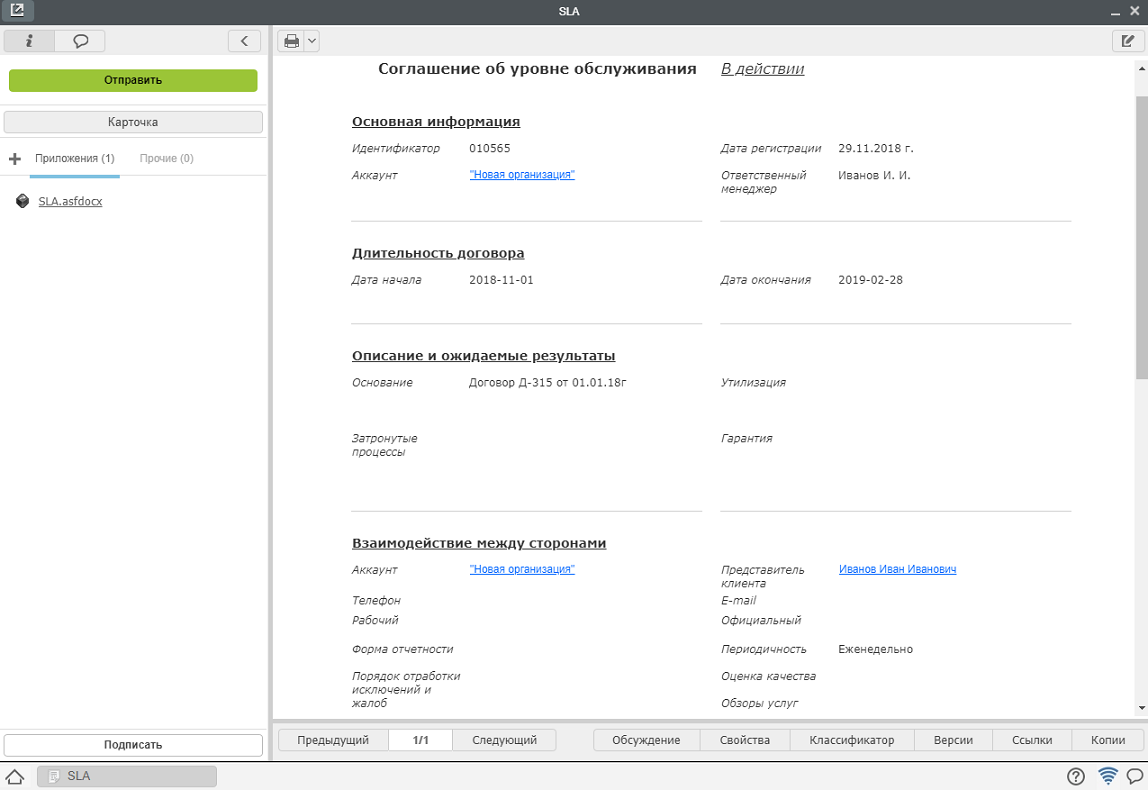 SLA
Отправить
Карточка
Приложения (1) Прочие (0)
SLA.asfdocx
Подписать
Соглашение об уровне обслуживания В действии
Основная информация
Идентификатор 010565 Дата регистрации 29.11.2018 г.
Аккаунт "Новая организация" Ответственный
менеджер Иванов И. И.
Длительность договора
Дата начала 2018-11-01 Дата окончания 2019-02-28
Описание и ожидаемые результаты
Основание Договор Д-315 от 01.01.18г Утилизация
Затронутые
процессы Гарантия
Взаимодействие между сторонами
Аккаунт "Новая организация" Представитель
клиента Иванов Иван Иванович
Телефон E-mail
Рабочий Официальный
Форма отчетности Периодичность Еженедельно
Порядок отработки
исключений и
жалоб Оценка качества
Обзоры услуг
Предыдущий 1/1 Следующий Обсуждение Свойства Классификатор Версии Ссылки Копии
SLA